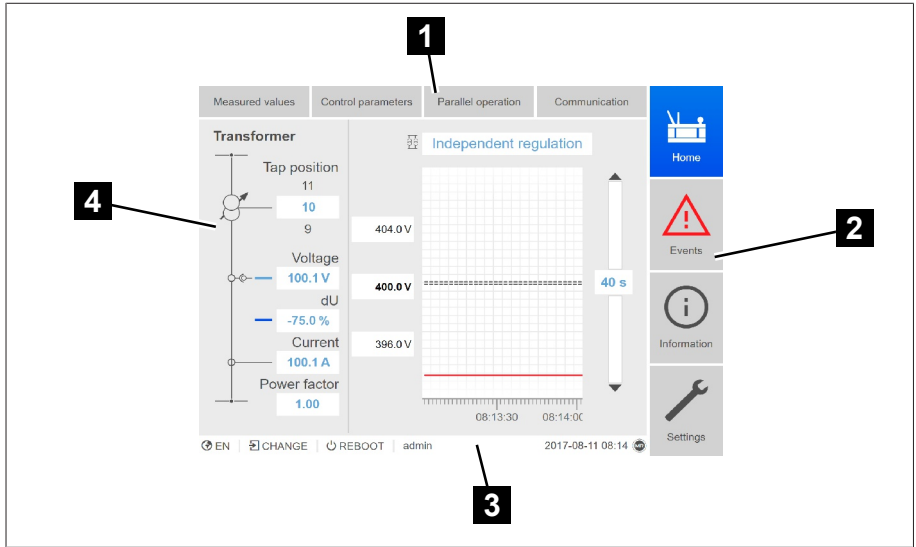 1
Measured values
Control parameters
Parallel operation
Communication
Transformer
Independent regulation
Home
Tap position
11
10
9
404.0 V
4
2
Events
Voltage
100.1 V
400.0 V
40 s
dU
-75.0 %
Information
Current
396.0 V
100.1 A
Power factor
1.00
08:13:30
08:14:00
Settings
EN
CHANGE
REBOOT
admin
2017-08-11 08:14
3